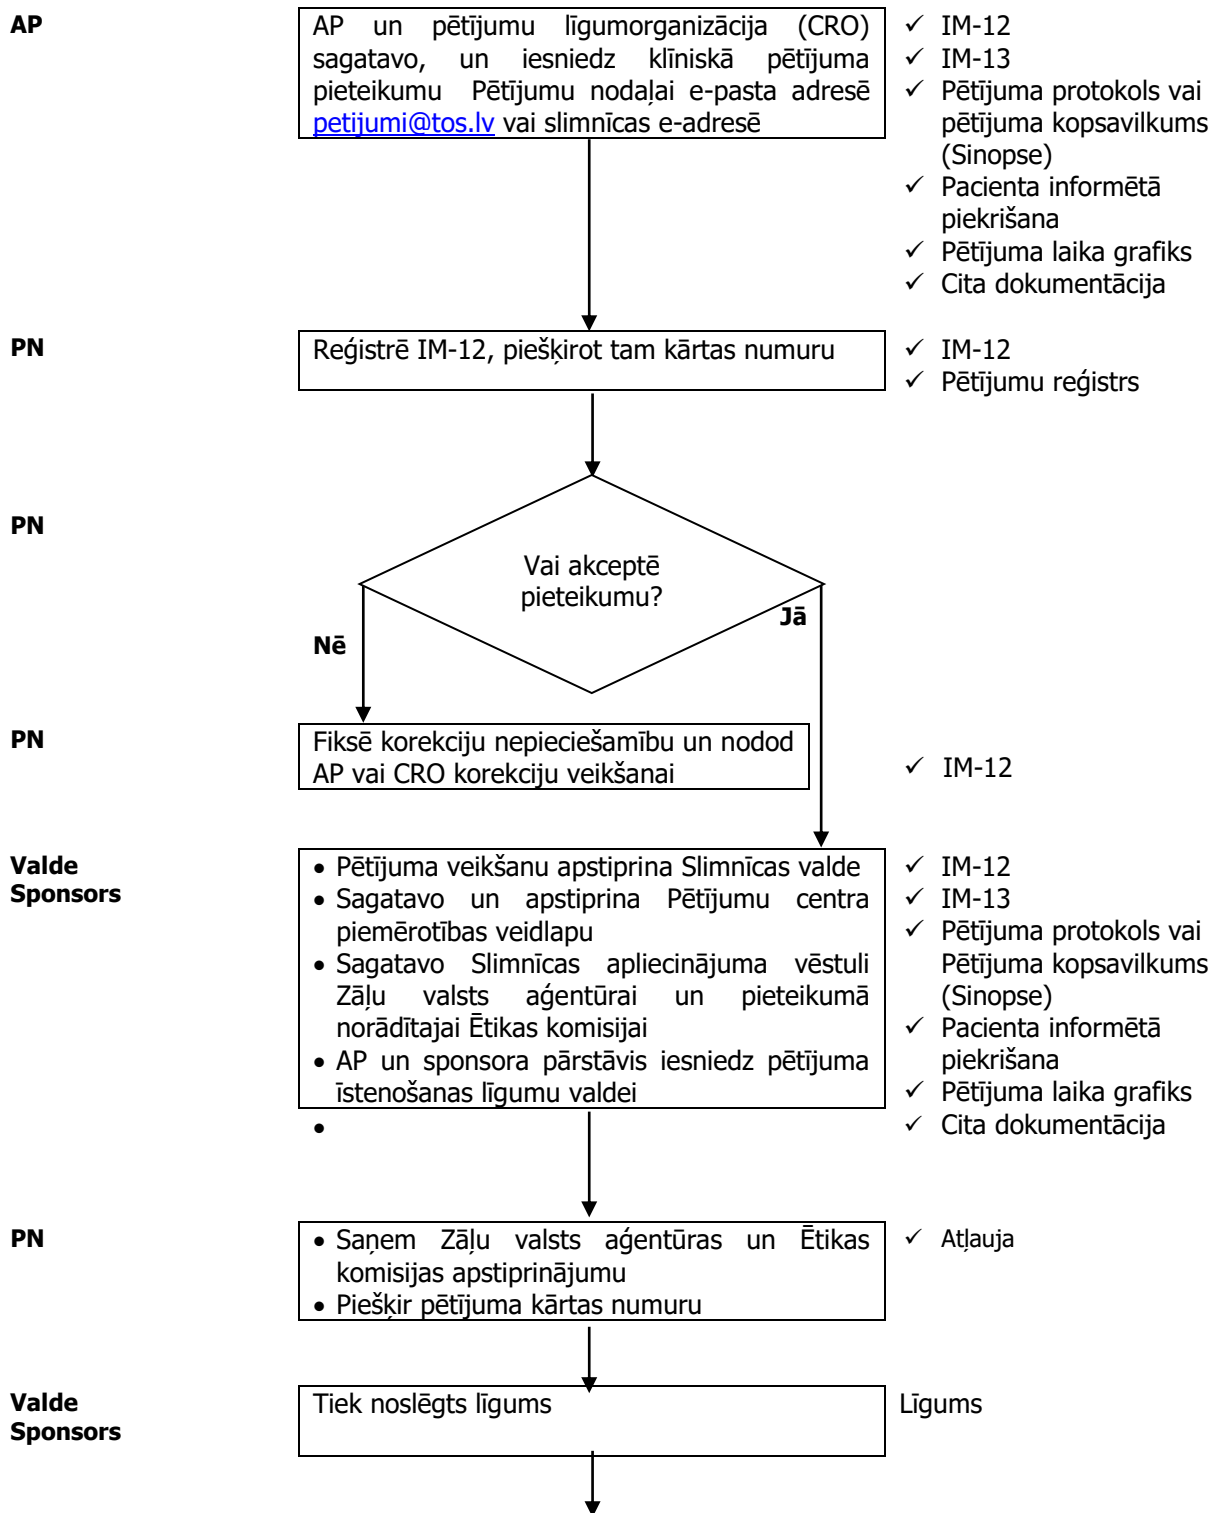 AP
AP un pētījumu līgumorganizācija (CRO)
sagatavo, un iesniedz klīniskā pētījuma
pieteikumu Pētījumu nodaļai e-pasta adresē
petijumi@tos.lv vai slimnīcas e-adresē
✓ IM-12
✓ IM-13
✓ Pētījuma protokols vai
pētījuma kopsavilkums
(Sinopse)
✓ Pacienta informētā
piekrišana
✓ Pētījuma laika grafiks
✓ Cita dokumentācija
PN
Reģistrē IM-12, piešķirot tam kārtas numuru
✓ IM-12
✓ Pētījumu reģistrs
PN
Vai akceptē
pieteikumu?
Jā
Nē
PN
Fiksē korekciju nepieciešamību un nodod
AP vai CRO korekciju veikšanai
✓ IM-12
Valde
Sponsors
• Pētījuma veikšanu apstiprina Slimnīcas valde
• Sagatavo un apstiprina Pētījumu centra
piemērotības veidlapu
• Sagatavo Slimnīcas apliecinājuma vēstuli
Zāļu valsts aģentūrai un pieteikumā
norādītajai Ētikas komisijai
• AP un sponsora pārstāvis iesniedz pētījuma
īstenošanas līgumu valdei
•
✓ IM-12
✓ IM-13
✓ Pētījuma protokols vai
Pētījuma kopsavilkums
(Sinopse)
✓ Pacienta informētā
piekrišana
✓ Pētījuma laika grafiks
✓ Cita dokumentācija
PN
• Saņem Zāļu valsts aģentūras un Ētikas
komisijas apstiprinājumu
• Piešķir pētījuma kārtas numuru
✓ Atļauja
Valde
Sponsors
Tiek noslēgts līgums
Līgums